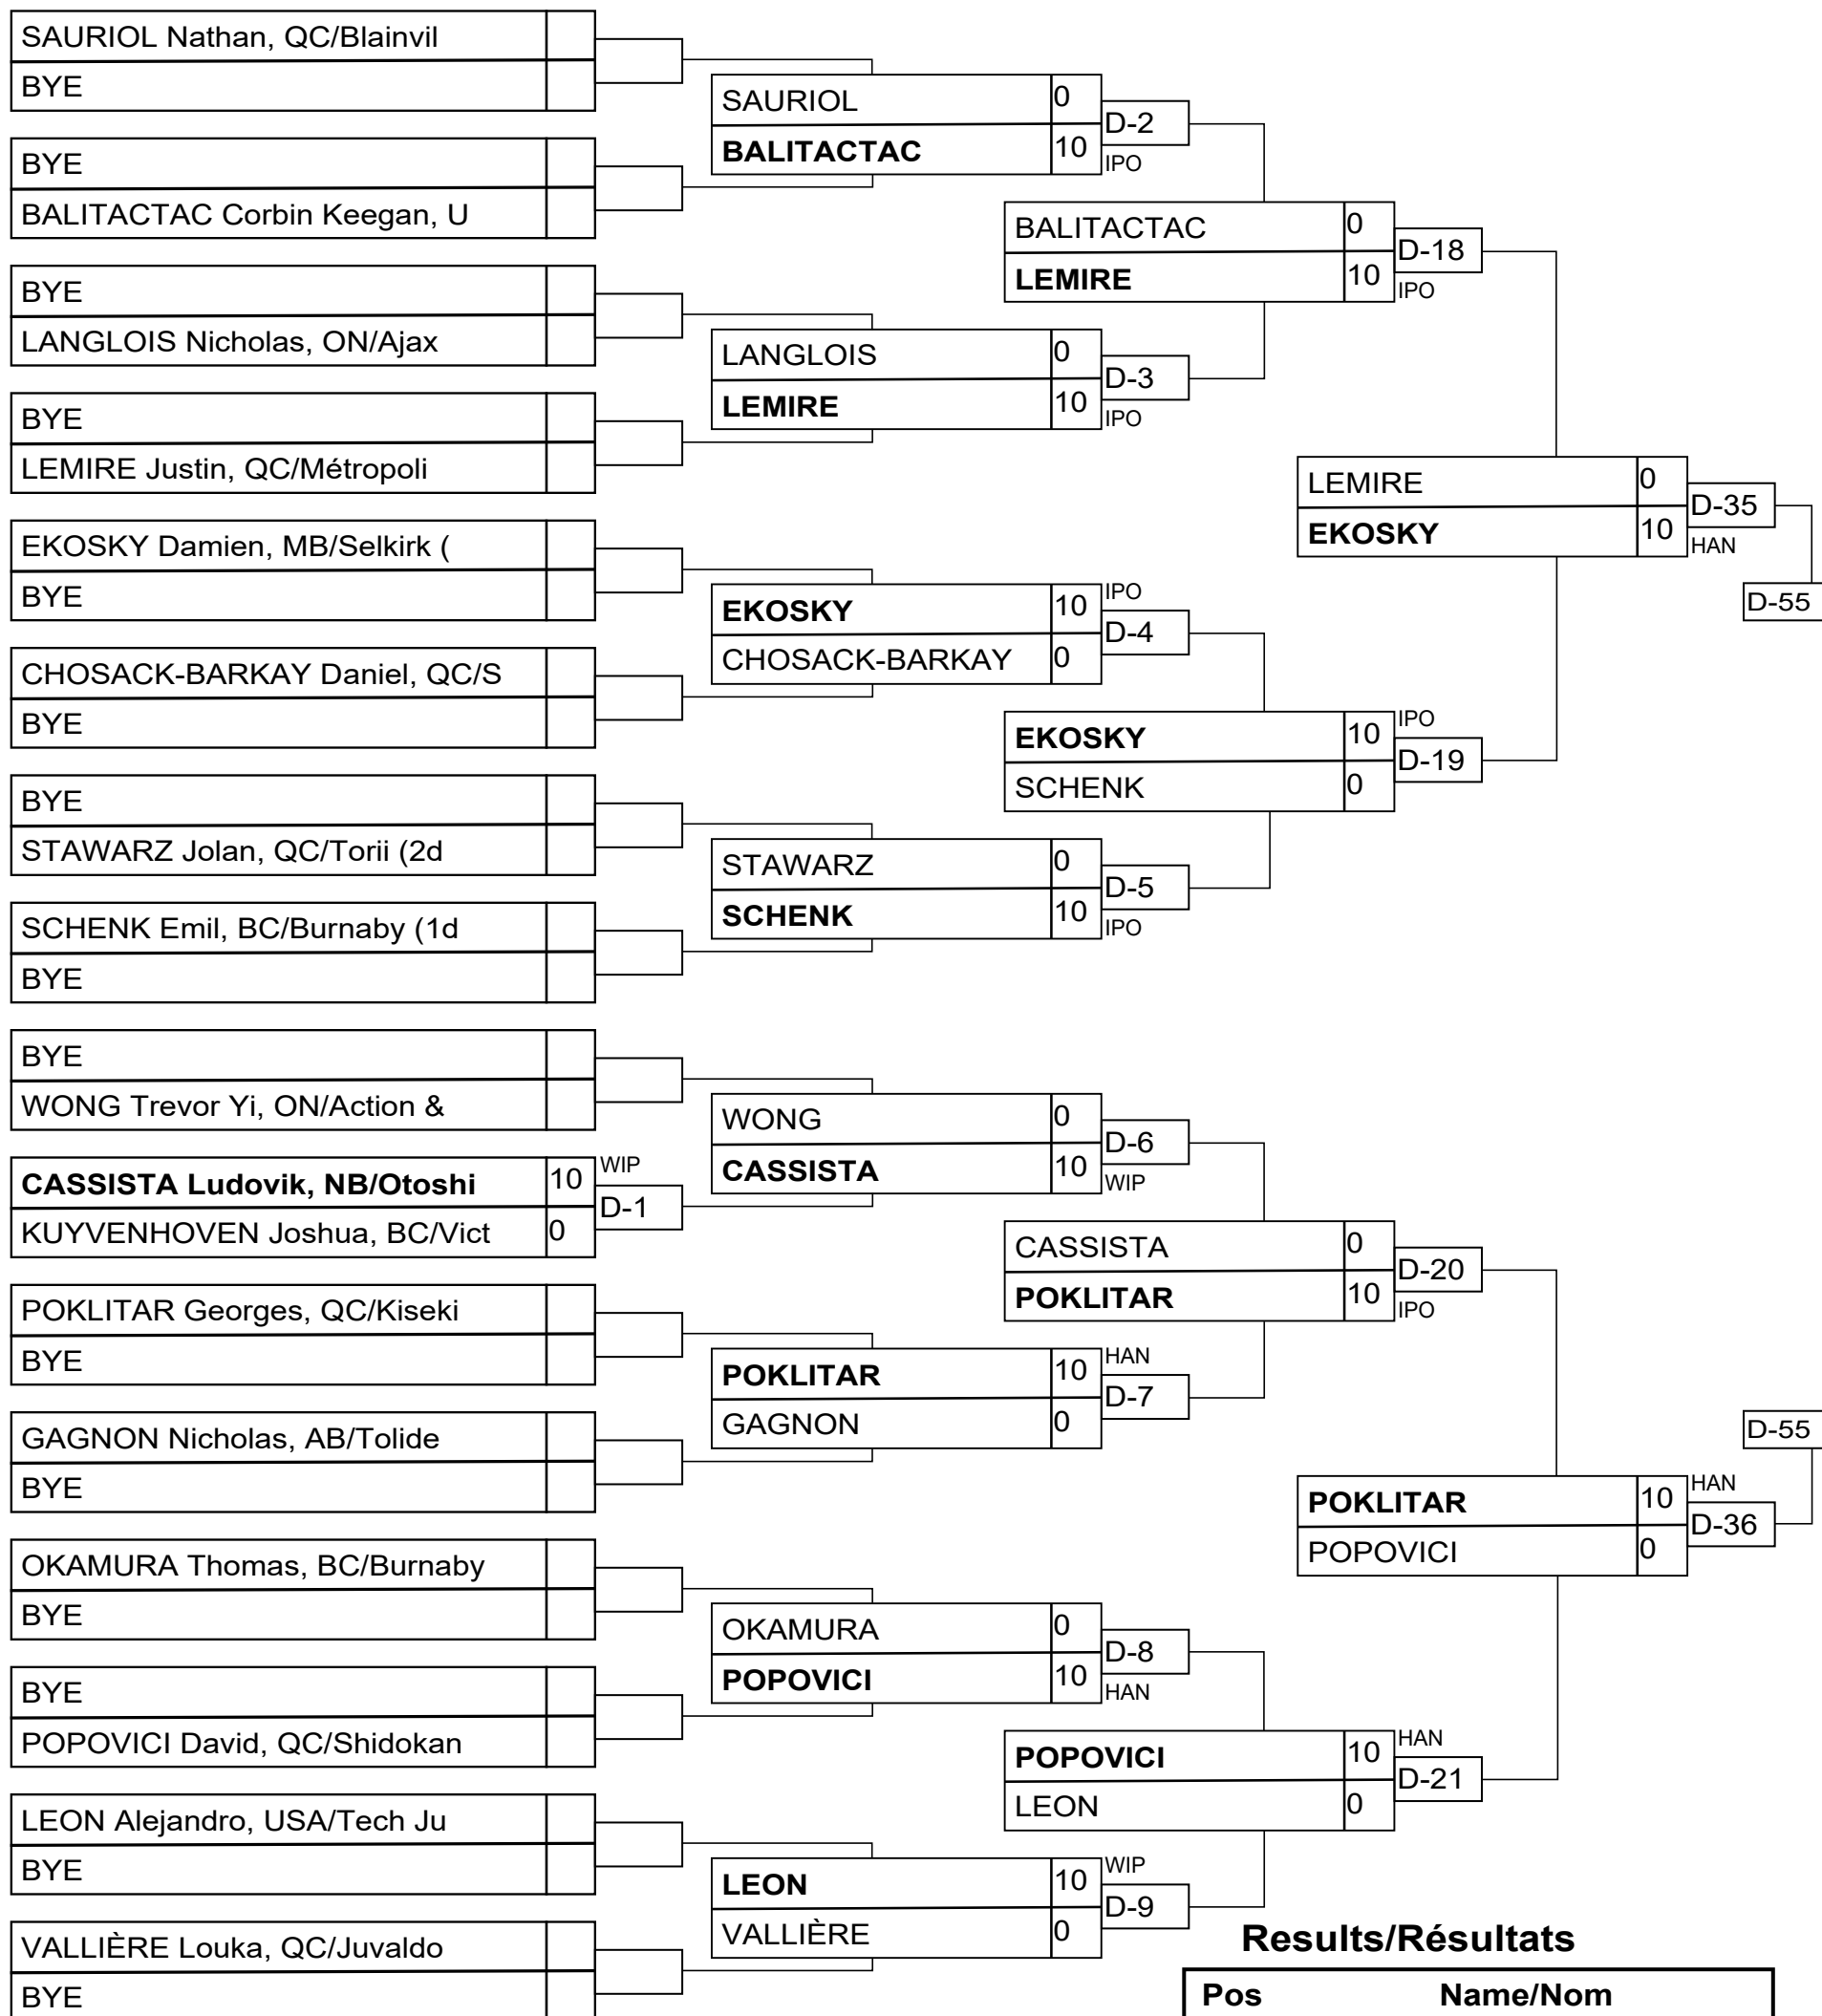 SAURIOL Nathan, QC/Blainvil
BYE
BYE
BALITACTAC Corbin Keegan, U
BYE
LANGLOIS Nicholas, ON/Ajax
BYE
LEMIRE Justin, QC/Métropoli
EKOSKY Damien, MB/Selkirk (
BYE
CHOSACK-BARKAY Daniel, QC/S
BYE
BYE
STAWARZ Jolan, QC/Torii (2d
SCHENK Emil, BC/Burnaby (1d
BYE
BYE
WONG Trevor Yi, ON/Action &
CASSISTA Ludovik, NB/Otoshi 10 WIP
D-1
KUYVENHOVEN Joshua, BC/Vict 0
POKLITAR Georges, QC/Kiseki
BYE
GAGNON Nicholas, AB/Tolide
BYE
OKAMURA Thomas, BC/Burnaby
BYE
BYE
POPOVICI David, QC/Shidokan
LEON Alejandro, USA/Tech Ju
BYE
VALLIÈRE Louka, QC/Juvaldo
BYE
SAURIOL 0
D-2
BALITACTAC 10 IPO
LANGLOIS 0
D-3
LEMIRE 10 IPO
EKOSKY 10 IPO
D-4
CHOSACK-BARKAY 0
STAWARZ 0
D-5
SCHENK 10 IPO
WONG 0
D-6
CASSISTA 10 WIP
POKLITAR 10 HAN
D-7
GAGNON 0
OKAMURA 0
D-8
POPOVICI 10 HAN
LEON 10 WIP
D-9
VALLIÈRE 0
BALITACTAC 0
D-18
LEMIRE 10 IPO
EKOSKY 10 IPO
D-19
SCHENK 0
CASSISTA 0
D-20
POKLITAR 10 IPO
POPOVICI 10 HAN
D-21
LEON 0
LEMIRE 0
D-35
EKOSKY 10 HAN
D-55
D-55
POKLITAR 10 HAN
D-36
POPOVICI 0
Results/Résultats
Pos Name/Nom